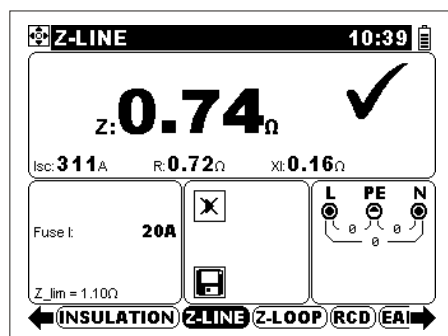 Z-LINE 10:39
Z: 0.74Ω
Isc: 311A R: 0.72Ω Xl: 0.16Ω
L PE N
Fuse I: 20A
0 0
0
Z_lim = 1.10Ω
INSULATION Z-LINE Z-LOOP RCD EA